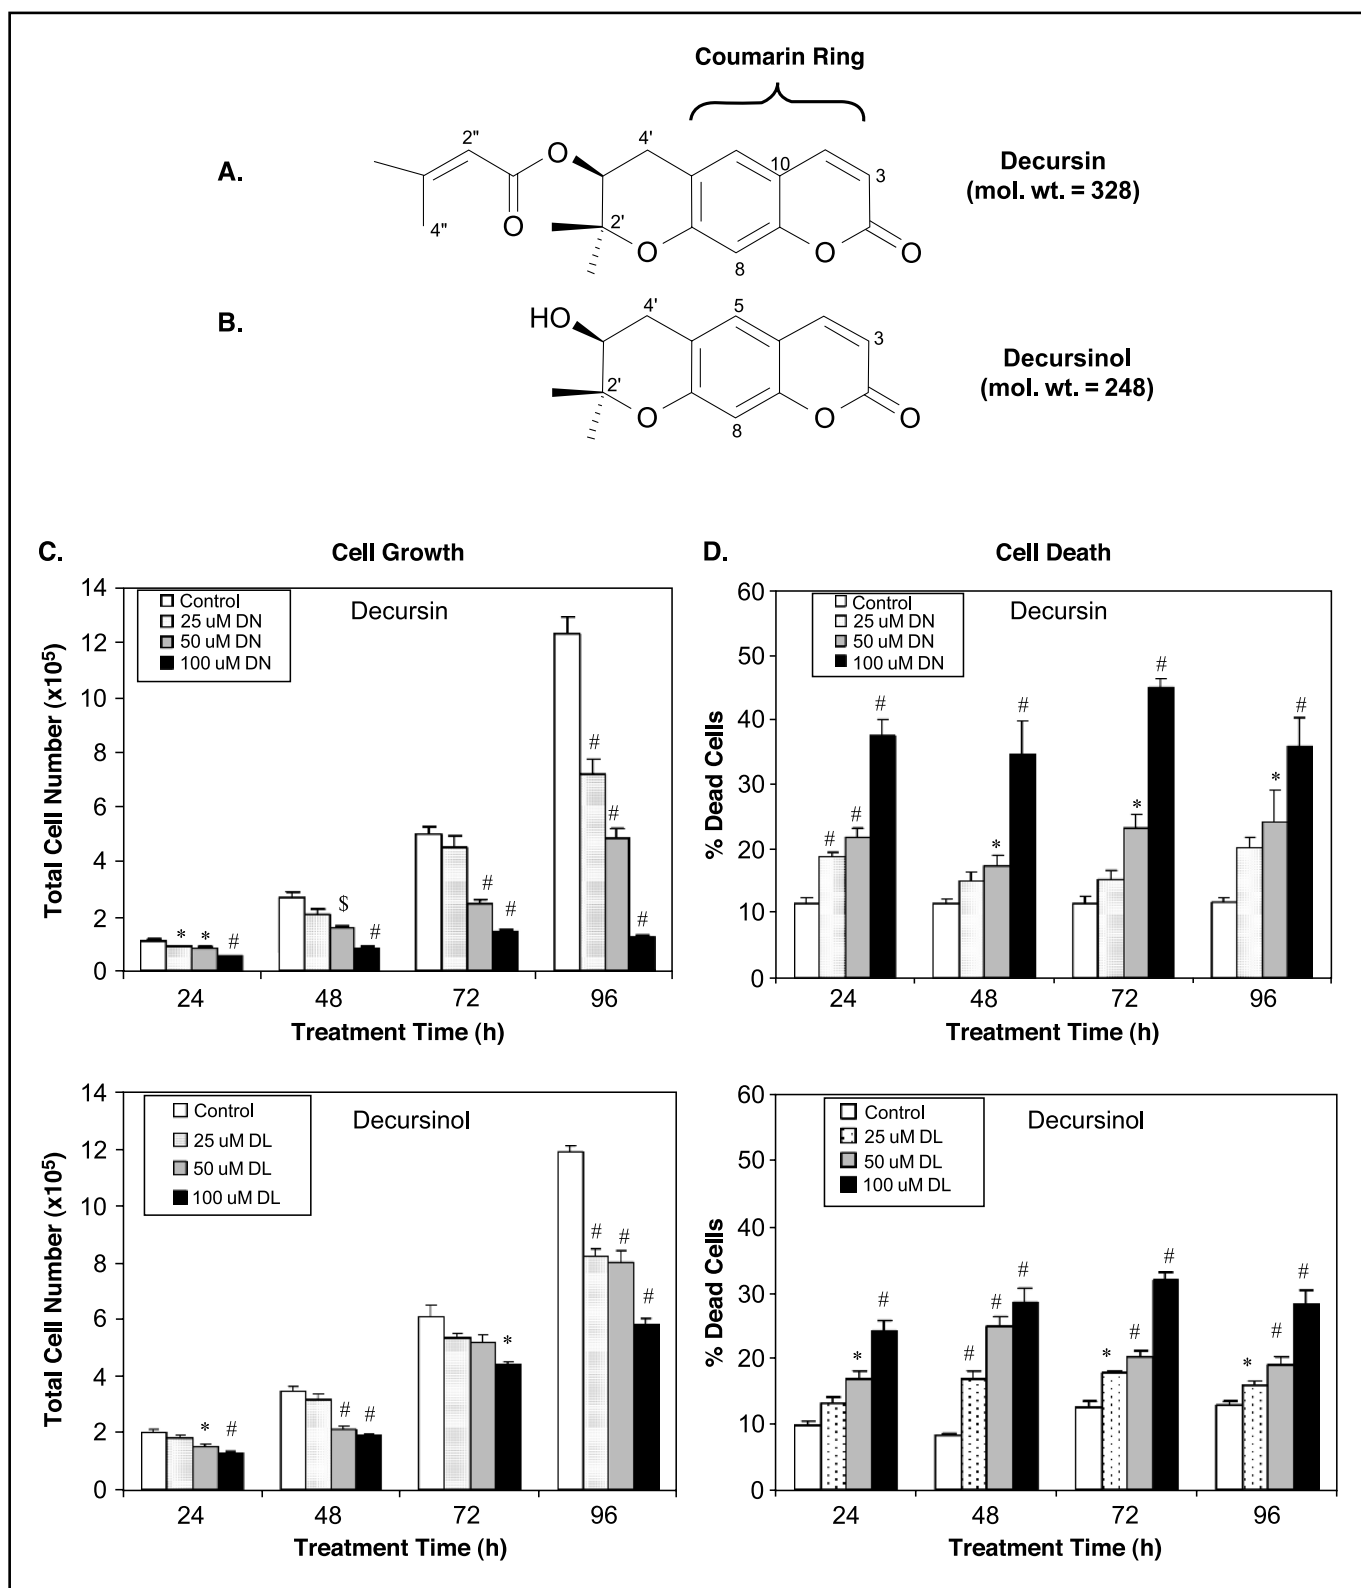 Coumarin Ring
A.
2"
4"
O
O
4'
2'
O
10
8
3
O
O
Decursin
(mol. wt. = 328)
B.
HO
4'
2'
O
5
8
3
O
O
Decursinol
(mol. wt. = 248)
C.
Cell Growth
Decursin
Control
25 uM DN
50 uM DN
100 uM DN
Total Cell Number (x10⁵)
14
12
10
8
6
4
2
0
* * #
$ #
# #
# # #
24 48 72 96
Treatment Time (h)
D.
Cell Death
Decursin
Control
25 uM DN
50 uM DN
100 uM DN
% Dead Cells
60
50
40
30
20
10
0
# # #
* #
* #
* #
24 48 72 96
Treatment Time (h)
Decursinol
Control
25 uM DL
50 uM DL
100 uM DL
Total Cell Number (x10⁵)
14
12
10
8
6
4
2
0
* #
# #
*
# # #
24 48 72 96
Treatment Time (h)
Decursinol
Control
25 uM DL
50 uM DL
100 uM DL
% Dead Cells
60
50
40
30
20
10
0
* #
# # #
* # #
* # #
24 48 72 96
Treatment Time (h)